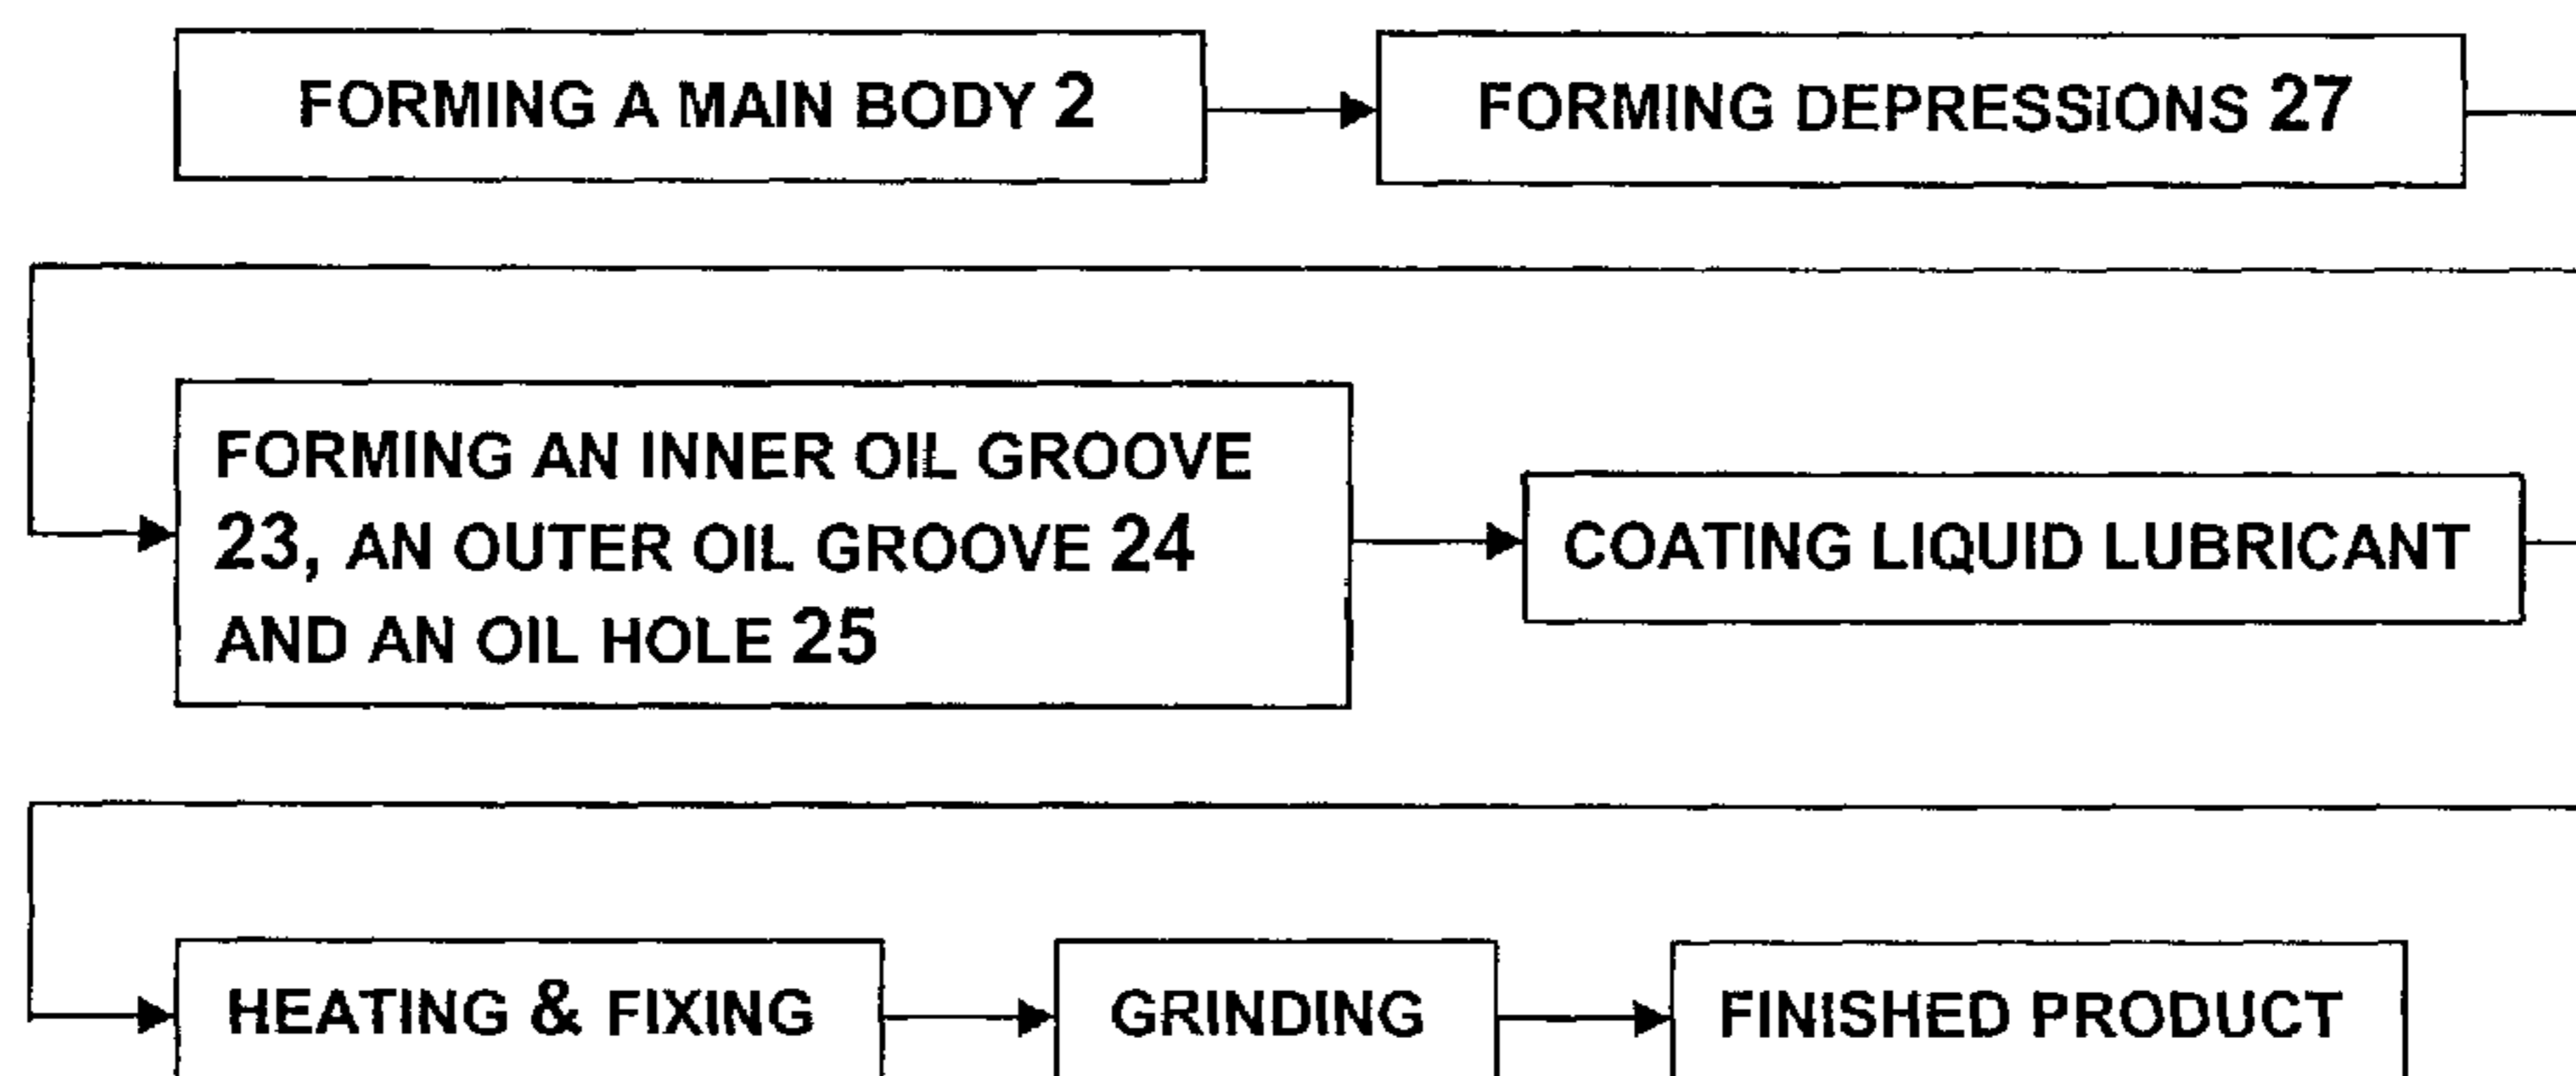 FORMING A MAIN BODY 2
FORMING DEPRESSIONS 27
FORMING AN INNER OIL GROOVE
23, AN OUTER OIL GROOVE 24
AND AN OIL HOLE 25
COATING LIQUID LUBRICANT
HEATING & FIXING
GRINDING
FINISHED PRODUCT